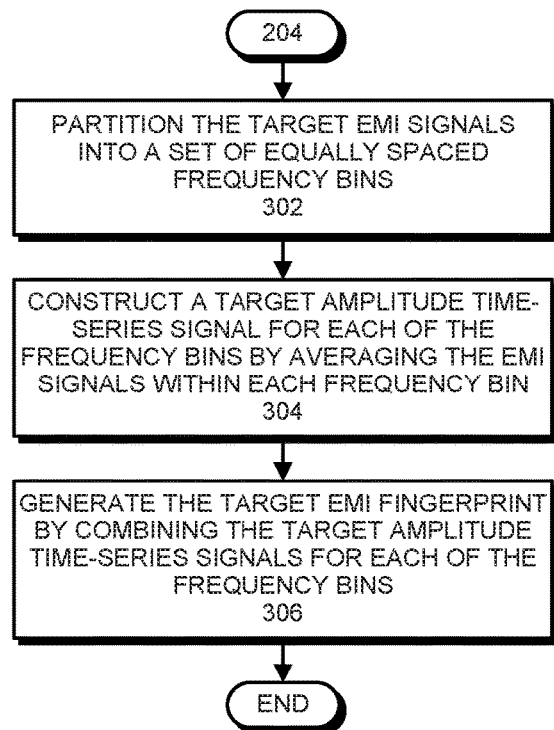 204
PARTITION THE TARGET EMI SIGNALS
INTO A SET OF EQUALLY SPACED
FREQUENCY BINS
302
CONSTRUCT A TARGET AMPLITUDE TIME-
SERIES SIGNAL FOR EACH OF THE
FREQUENCY BINS BY AVERAGING THE EMI
SIGNALS WITHIN EACH FREQUENCY BIN
304
GENERATE THE TARGET EMI FINGERPRINT
BY COMBINING THE TARGET AMPLITUDE
TIME-SERIES SIGNALS FOR EACH OF THE
FREQUENCY BINS
306
END